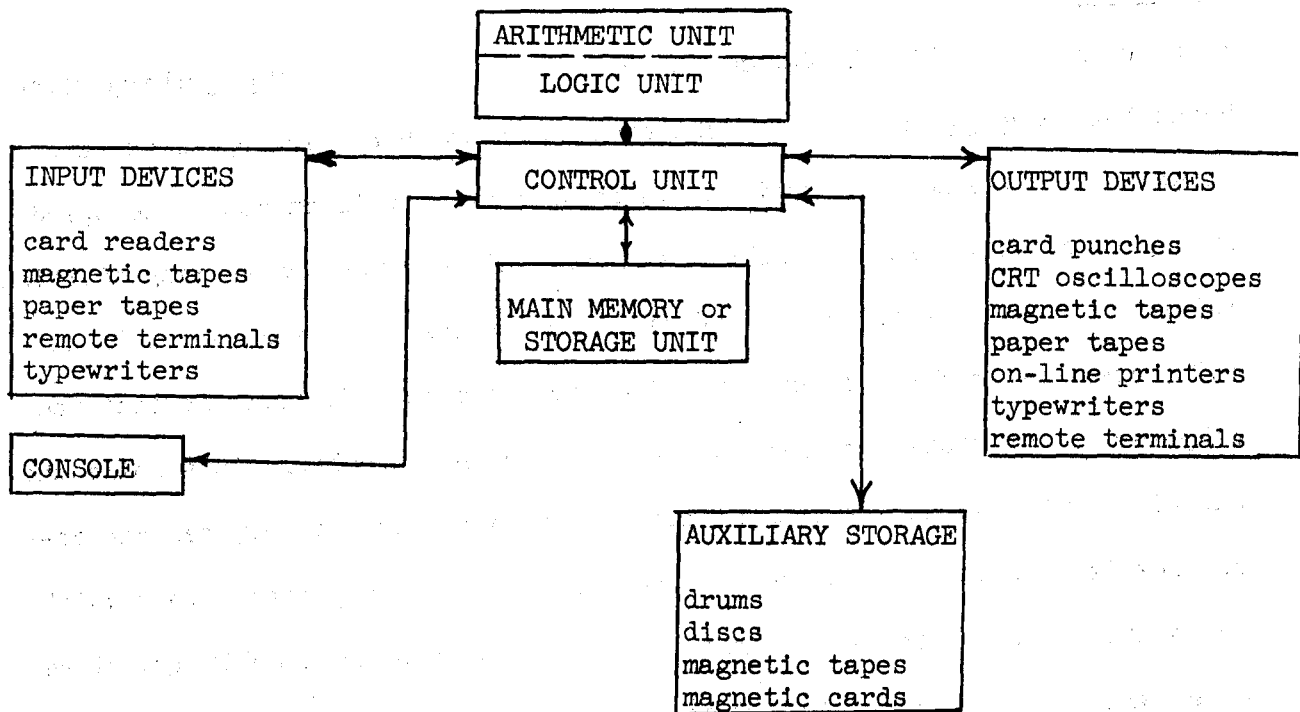 ARITHMETIC UNIT
LOGIC UNIT
INPUT DEVICES
card readers
magnetic tapes
paper tapes
remote terminals
typewriters
CONTROL UNIT
OUTPUT DEVICES
card punches
CRT oscilloscopes
magnetic tapes
paper tapes
on-line printers
typewriters
remote terminals
MAIN MEMORY or
STORAGE UNIT
CONSOLE
AUXILIARY STORAGE
drums
discs
magnetic tapes
magnetic cards